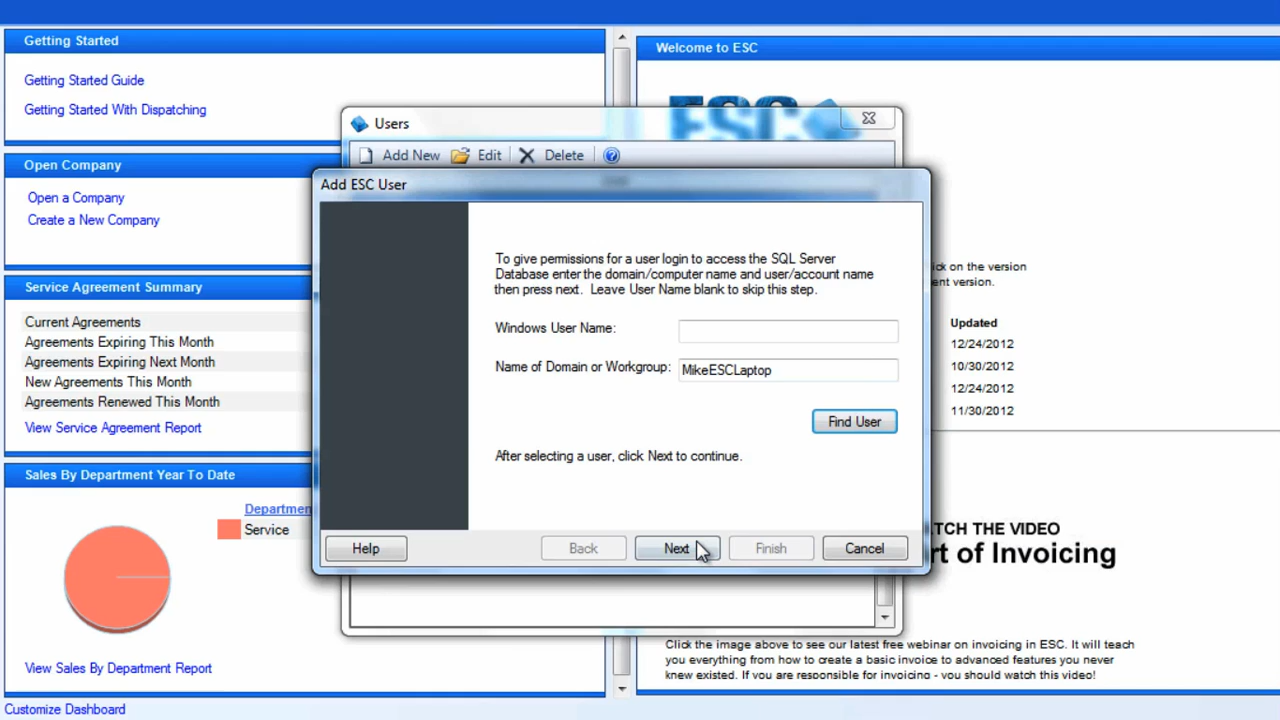 Getting Started
Getting Started Guide
Getting Started With Dispatching
Open Company
Open a Company
Create a New Company
Service Agreement Summary
Current Agreements
Agreements Expiring This Month
Agreements Expiring Next Month
New Agreements This Month
Agreements Renewed This Month
View Service Agreement Report
Sales By Department Year To Date
Departmen
Service
View Sales By Department Report
Customize Dashboard
Users
Add New Edit Delete
Add ESC User
To give permissions for a user login to access the SQL Server
Database enter the domain/computer name and user/account name
then press next. Leave User Name blank to skip this step.
Windows User Name:
Name of Domain or Workgroup: MikeESCLaptop
Find User
After selecting a user, click Next to continue.
Help Back Next Finish Cancel
Welcome to ESC
ESC
ick on the version
ent version.
Updated
12/24/2012
10/30/2012
12/24/2012
11/30/2012
TCH THE VIDEO
rt of Invoicing
Click the image above to see our latest free webinar on invoicing in ESC. It will teach
you everything from how to create a basic invoice to advanced features you never
knew existed. If you are responsible for invoicing - you should watch this video!